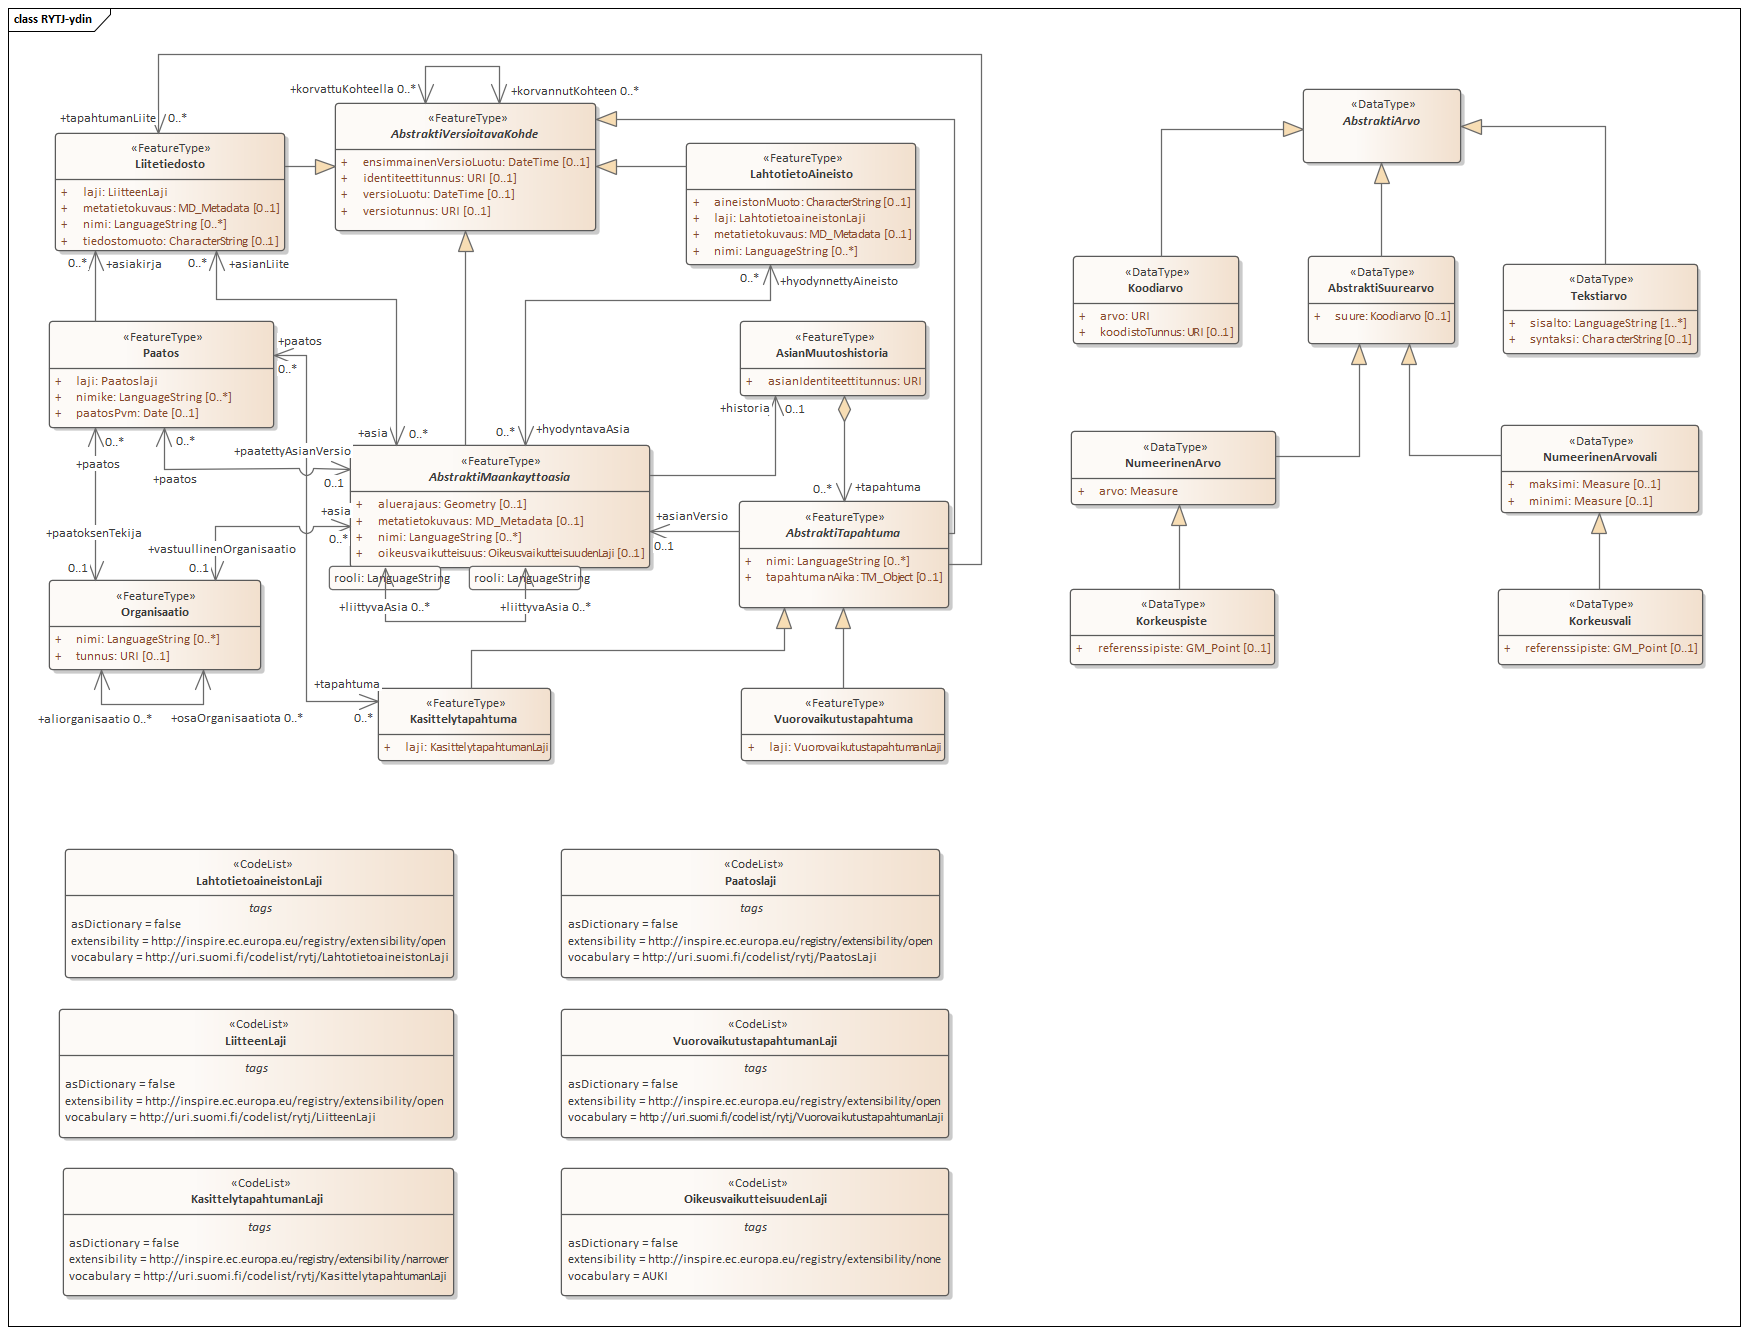 class RYTJ-ydin
+korvattuKohteella 0..*
+korvannutKohteen 0..*
+tapahtumanLiite
0..*
«FeatureType»
Liitetiedosto
+ laji: LiitteenLaji
+ metatietokuvaus: MD_Metadata [0..1]
+ nimi: LanguageString [0..*]
+ tiedostomuoto: CharacterString [0..1]
«FeatureType»
AbstraktiVersioitavaKohde
+ ensimmainenVersioLuotu: DateTime [0..1]
+ identiteettitunnus: URI [0..1]
+ versioLuotu: DateTime [0..1]
+ versiotunnus: URI [0..1]
«FeatureType»
LahtotietoAineisto
+ aineistonMuoto: CharacterString [0..1]
+ laji: LahtotietoaineistonLaji
+ metatietokuvaus: MD_Metadata [0..1]
+ nimi: LanguageString [0..*]
0..*
+asiakirja
0..*
+asianLiite
0..*
+hyodynnettyAineisto
«FeatureType»
Paatos
+ laji: Paatoslaji
+ nimike: LanguageString [0..*]
+ paatosPvm: Date [0..1]
+paatos
0..*
«FeatureType»
AsianMuutoshistoria
+ asianIdentiteettitunnus: URI
+historia
0..1
+asia
0..*
0..*
+hyodyntavaAsia
0..*
+paatos
0..*
+paatos
+paatettyAsianVersio
0..1
«FeatureType»
AbstraktiMaankayttoasia
+ aluerajaus: Geometry [0..1]
+ metatietokuvaus: MD_Metadata [0..1]
+ nimi: LanguageString [0..*]
+ oikeusvaikutteisuus: OikeusvaikutteisuudenLaji [0..1]
0..*
+tapahtuma
+asia
0..*
+asianVersio
0..1
«FeatureType»
AbstraktiTapahtuma
+ nimi: LanguageString [0..*]
+ tapahtumanAika: TM_Object [0..1]
+paatoksenTekija
0..1
+vastuullinenOrganisaatio
0..1
rooli: LanguageString
rooli: LanguageString
+liittyvaAsia 0..*
+liittyvaAsia 0..*
«FeatureType»
Organisaatio
+ nimi: LanguageString [0..*]
+ tunnus: URI [0..1]
+aliorganisaatio 0..*
+osaOrganisaatiota 0..*
+tapahtuma
0..*
«FeatureType»
Kasittelytapahtuma
+ laji: KasittelytapahtumanLaji
«FeatureType»
Vuorovaikutustapahtuma
+ laji: VuorovaikutustapahtumanLaji
«DataType»
AbstraktiArvo
«DataType»
Koodiarvo
+ arvo: URI
+ koodistoTunnus: URI [0..1]
«DataType»
AbstraktiSuurearvo
+ suure: Koodiarvo [0..1]
«DataType»
Tekstiarvo
+ sisalto: LanguageString [1..*]
+ syntaksi: CharacterString [0..1]
«DataType»
NumeerinenArvo
+ arvo: Measure
«DataType»
NumeerinenArvovali
+ maksimi: Measure [0..1]
+ minimi: Measure [0..1]
«DataType»
Korkeuspiste
+ referenssipiste: GM_Point [0..1]
«DataType»
Korkeusvali
+ referenssipiste: GM_Point [0..1]
«CodeList»
LahtotietoaineistonLaji
tags
asDictionary = false
extensibility = http://inspire.ec.europa.eu/registry/extensibility/open
vocabulary = http://uri.suomi.fi/codelist/rytj/LahtotietoaineistonLaji
«CodeList»
Paatoslaji
tags
asDictionary = false
extensibility = http://inspire.ec.europa.eu/registry/extensibility/open
vocabulary = http://uri.suomi.fi/codelist/rytj/PaatosLaji
«CodeList»
LiitteenLaji
tags
asDictionary = false
extensibility = http://inspire.ec.europa.eu/registry/extensibility/open
vocabulary = http://uri.suomi.fi/codelist/rytj/LiitteenLaji
«CodeList»
VuorovaikutustapahtumanLaji
tags
asDictionary = false
extensibility = http://inspire.ec.europa.eu/registry/extensibility/open
vocabulary = http://uri.suomi.fi/codelist/rytj/VuorovaikutustapahtumanLaji
«CodeList»
KasittelytapahtumanLaji
tags
asDictionary = false
extensibility = http://inspire.ec.europa.eu/registry/extensibility/narrower
vocabulary = http://uri.suomi.fi/codelist/rytj/KasittelytapahtumanLaji
«CodeList»
OikeusvaikutteisuudenLaji
tags
asDictionary = false
extensibility = http://inspire.ec.europa.eu/registry/extensibility/none
vocabulary = AUKI